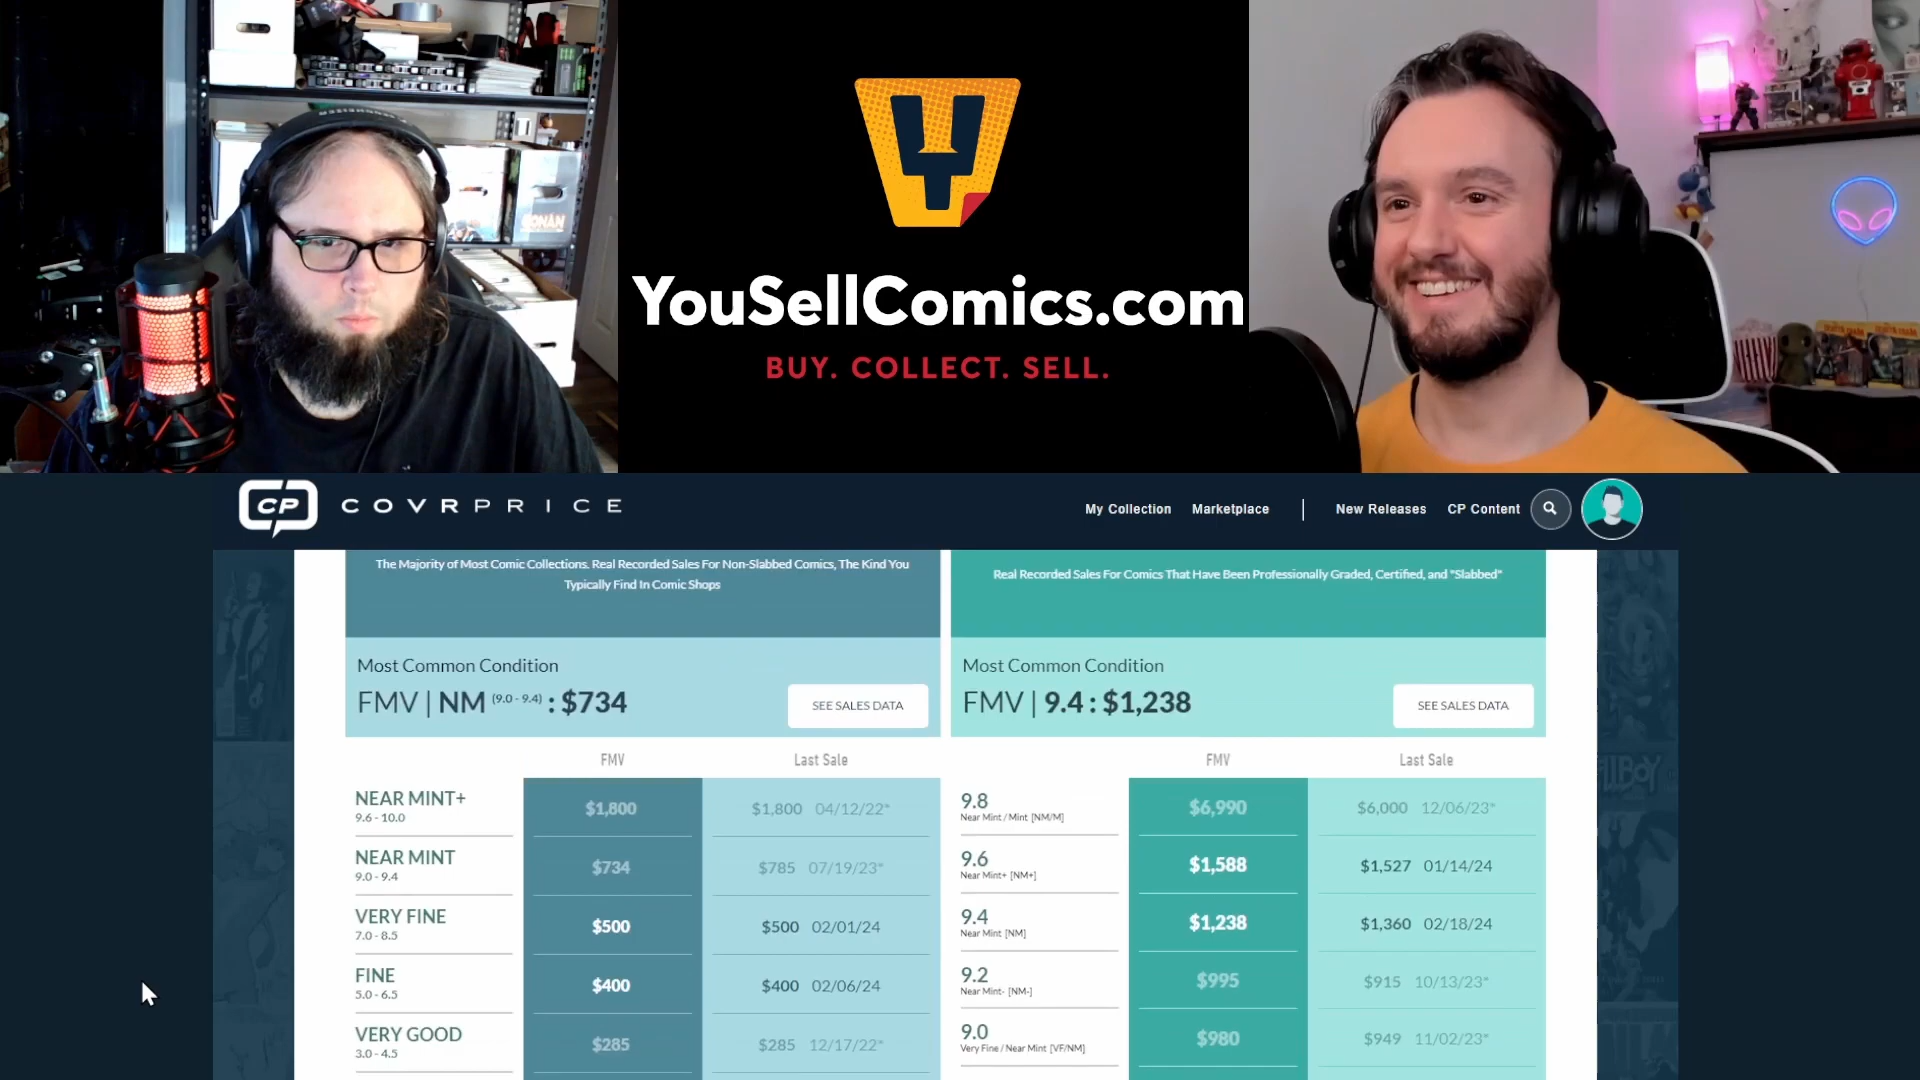 CONAN
YouSellComics.com
BUY. COLLECT. SELL.
CP COVRPRICE
My Collection Marketplace | New Releases CP Content
The Majority of Most Comic Collections. Real Recorded Sales For Non-Slabbed Comics, The Kind You
Typically Find In Comic Shops
Most Common Condition
FMV | NM (9.0 - 9.4) : $734
SEE SALES DATA
FMV Last Sale
NEAR MINT+ $1,800 $1,800 04/12/22*
9.6 - 10.0
NEAR MINT $734 $785 07/19/23*
9.0 - 9.4
VERY FINE $500 $500 02/01/24
7.0 - 8.5
FINE $400 $400 02/06/24
5.0 - 6.5
VERY GOOD $285 $285 12/17/22*
3.0 - 4.5
Real Recorded Sales For Comics That Have Been Professionally Graded, Certified, and "Slabbed"
Most Common Condition
FMV | 9.4 : $1,238
SEE SALES DATA
FMV Last Sale
9.8 $6,990 $6,000 12/06/23*
Near Mint / Mint [NM/M]
9.6 $1,588 $1,527 01/14/24
Near Mint+ [NM+]
9.4 $1,238 $1,360 02/18/24
Near Mint [NM]
9.2 $995 $915 10/13/23*
Near Mint- [NM-]
9.0 $980 $949 11/02/23*
Very Fine / Near Mint [VF/NM]
HELLBOY